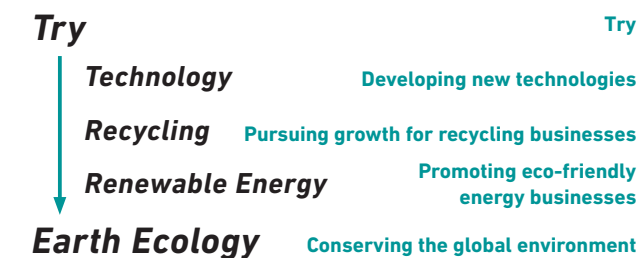 Try Try
Technology Developing new technologies
Recycling Pursuing growth for recycling businesses
Renewable Energy Promoting eco-friendly
energy businesses
Earth Ecology Conserving the global environment